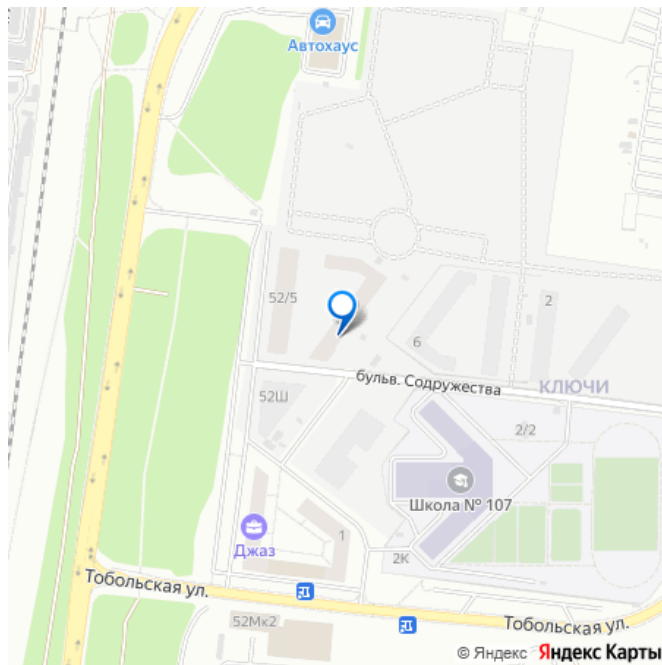 Автохаус
52/5
2
6
бульв. Содружества
КЛЮЧИ
52Ш
2/2
Школа № 107
Джаз
1
2К
Тобольская ул.
52Мк2
Тобольская ул.
© Яндекс Яндекс Карты